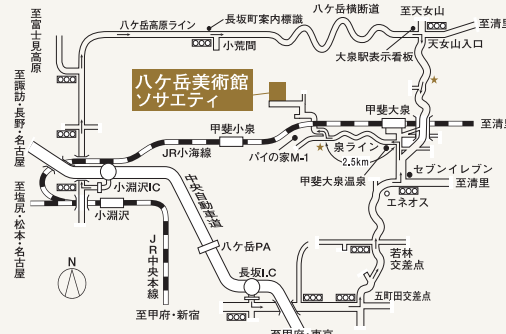 八ケ岳高原ライン
長坂町案内標識
八ケ岳横断道
至天女山
至清里
天女山入口
小荒間
大泉駅表示看板
至富士見高原
八ケ岳美術館
ソサエティ
至諏訪・長野・名古屋
甲斐大泉
至清里
甲斐小泉
JR小海線
パイの家M-1
泉ライン
2.5km
甲斐大泉温泉
セブンイレブン
至清里
エネオス
小淵沢IC
中央自動車道
至塩尻・松本・名古屋
小淵沢
JR中央本線
八ケ岳PA
若林
交差点
N
長坂I.C
五町田交差点
至甲府・新宿
至甲府・東京